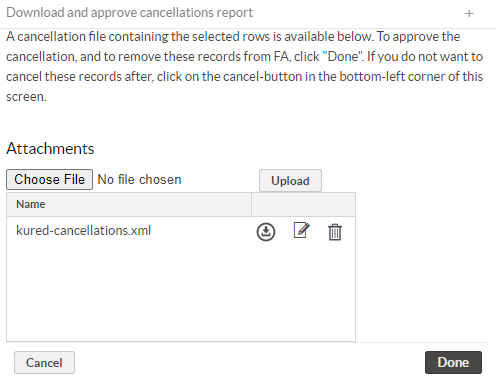 Download and approve cancellations report +
A cancellation file containing the selected rows is available below. To approve the
cancellation, and to remove these records from FA, click "Done". If you do not want to
cancel these records after, click on the cancel-button in the bottom-left corner of this
screen.
Attachments
Choose File No file chosen Upload
Name
kured-cancellations.xml
Cancel Done